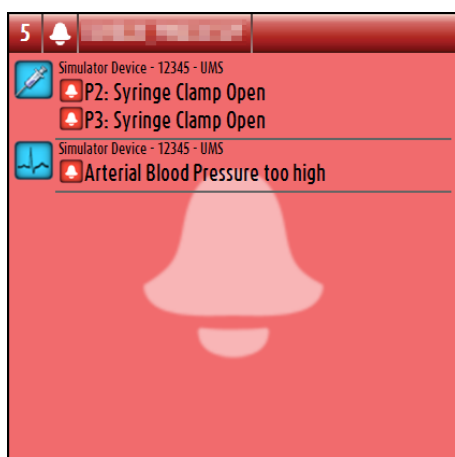 5
Simulator Device - 12345 - UMS
P2: Syringe Clamp Open
P3: Syringe Clamp Open
Simulator Device - 12345 - UMS
Arterial Blood Pressure too high